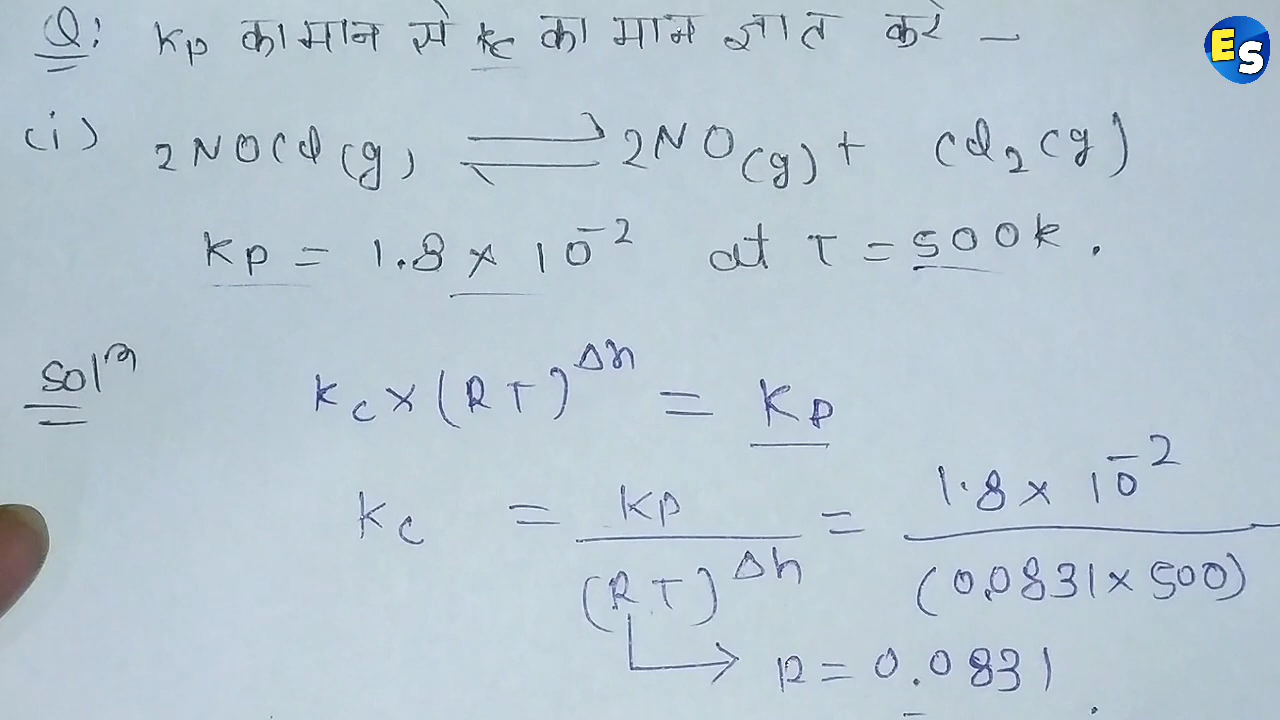 Q: Kp का मान से Kc का मान ज्ञात करे –
ES
(i) 2NOCl(g) ⇌ 2NO(g) + Cl₂(g)
Kp = 1.8 × 10⁻² at T = 500k.
Solⁿ
Kc × (RT)^Δn = Kp
Kc = Kp / (RT)^Δn = 1.8 × 10⁻² / (0.0831 × 500)
R = 0.0831